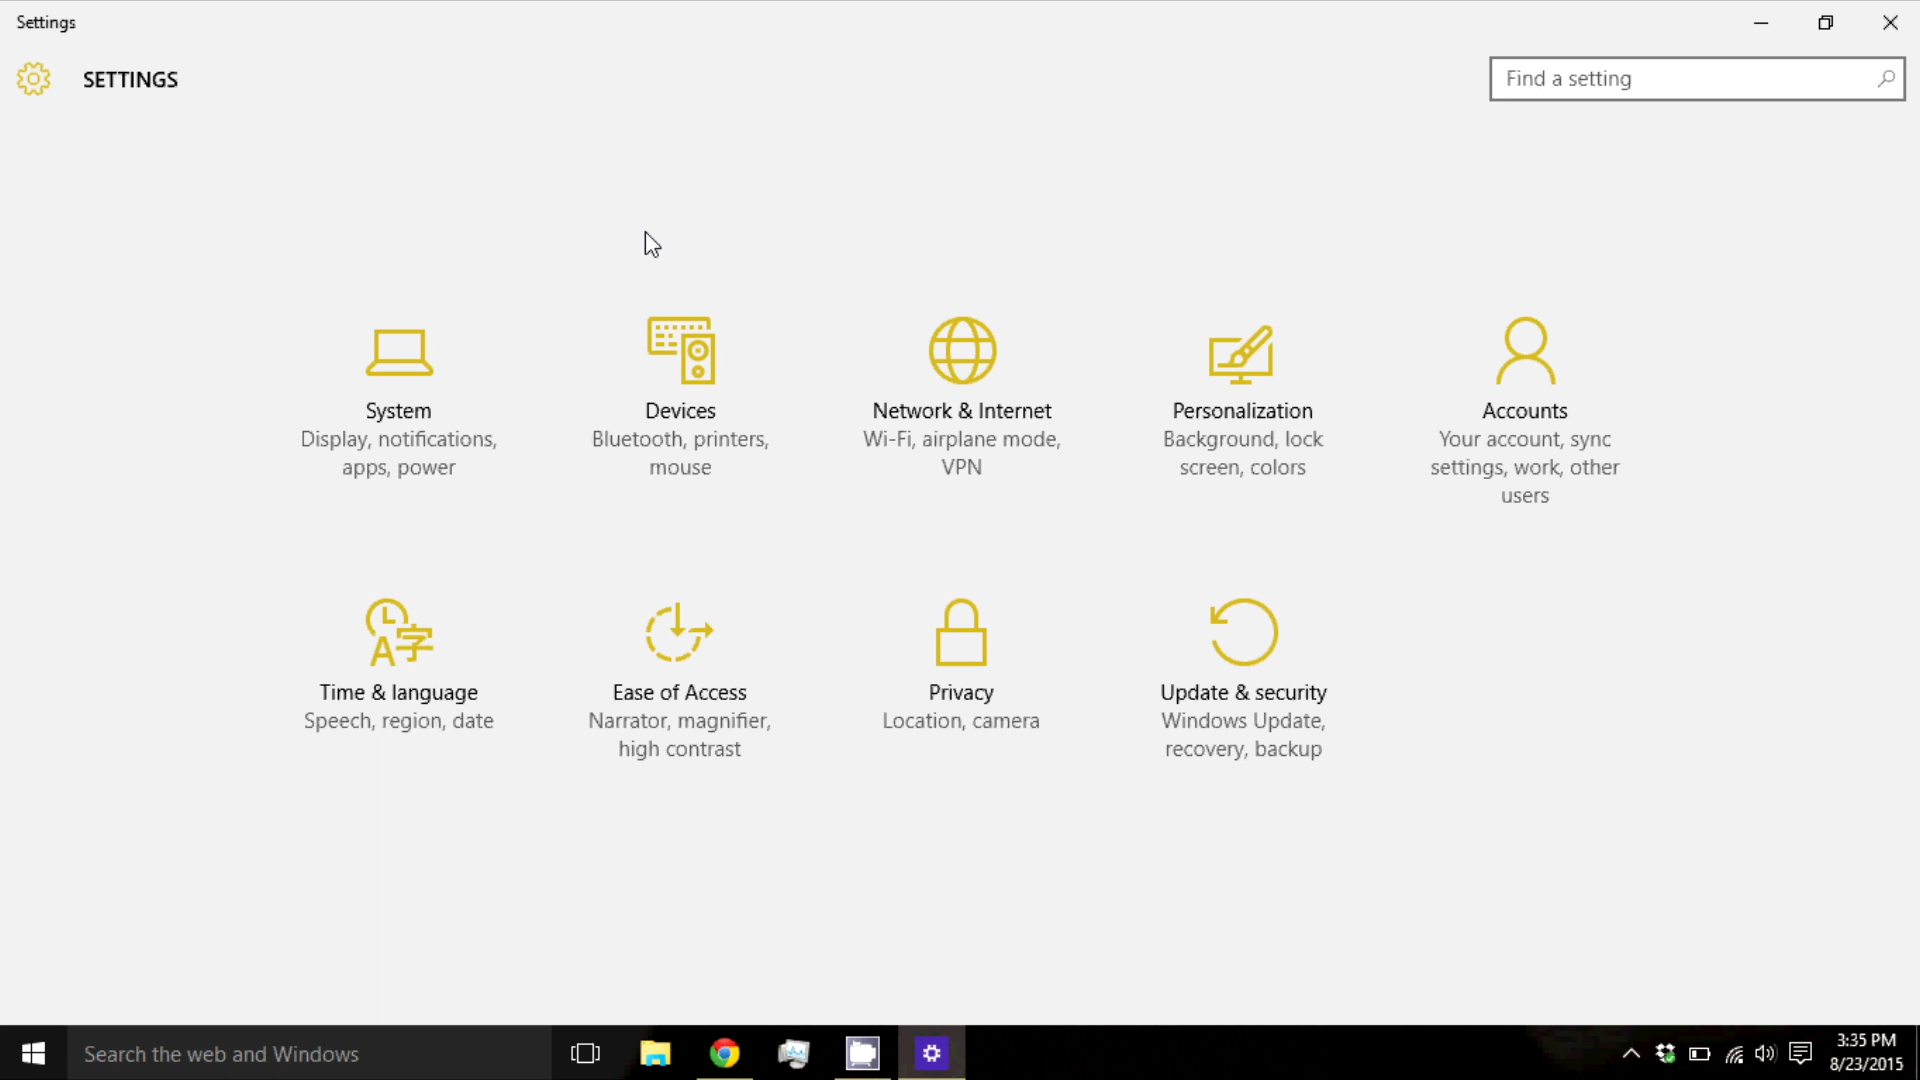 Settings
SETTINGS
Find a setting
System
Display, notifications,
apps, power
Devices
Bluetooth, printers,
mouse
Network & Internet
Wi-Fi, airplane mode,
VPN
Personalization
Background, lock
screen, colors
Accounts
Your account, sync
settings, work, other
users
Time & language
Speech, region, date
Ease of Access
Narrator, magnifier,
high contrast
Privacy
Location, camera
Update & security
Windows Update,
recovery, backup
Search the web and Windows
3:35 PM
8/23/2015